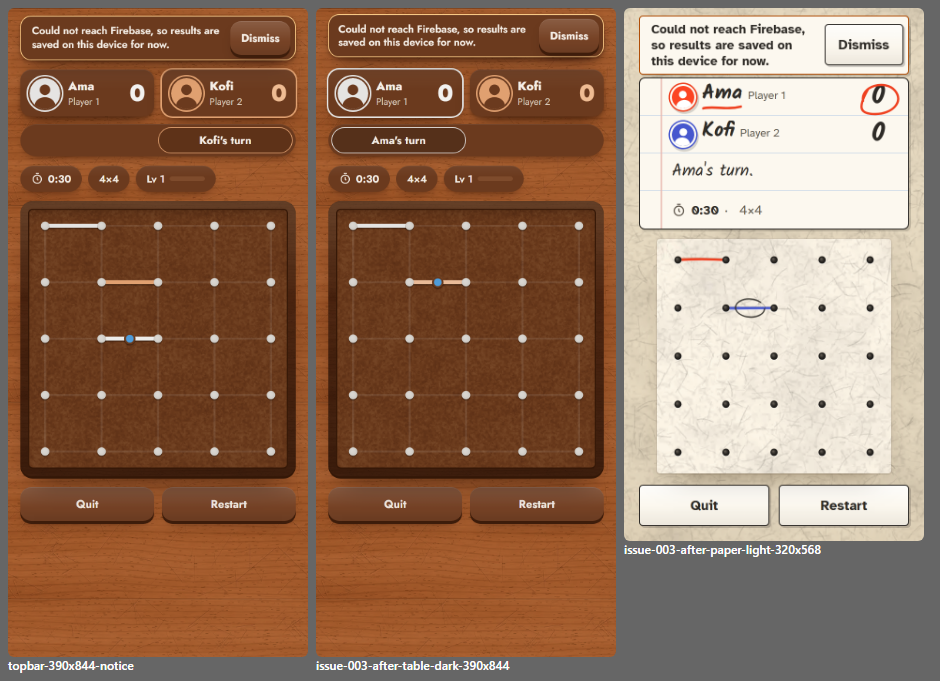 Could not reach Firebase, so results are
saved on this device for now.
Dismiss
Ama
Player 1
0
Kofi
Player 2
0
Kofi's turn
0:30
4×4
Lv 1
Quit
Restart
topbar-390x844-notice
Could not reach Firebase, so results are
saved on this device for now.
Dismiss
Ama
Player 1
0
Kofi
Player 2
0
Ama's turn
0:30
4×4
Lv 1
Quit
Restart
issue-003-after-table-dark-390x844
Could not reach Firebase,
so results are saved on
this device for now.
Dismiss
Ama Player 1 0
Kofi Player 2 0
Ama's turn.
0:30 · 4×4
Quit
Restart
issue-003-after-paper-light-320x568